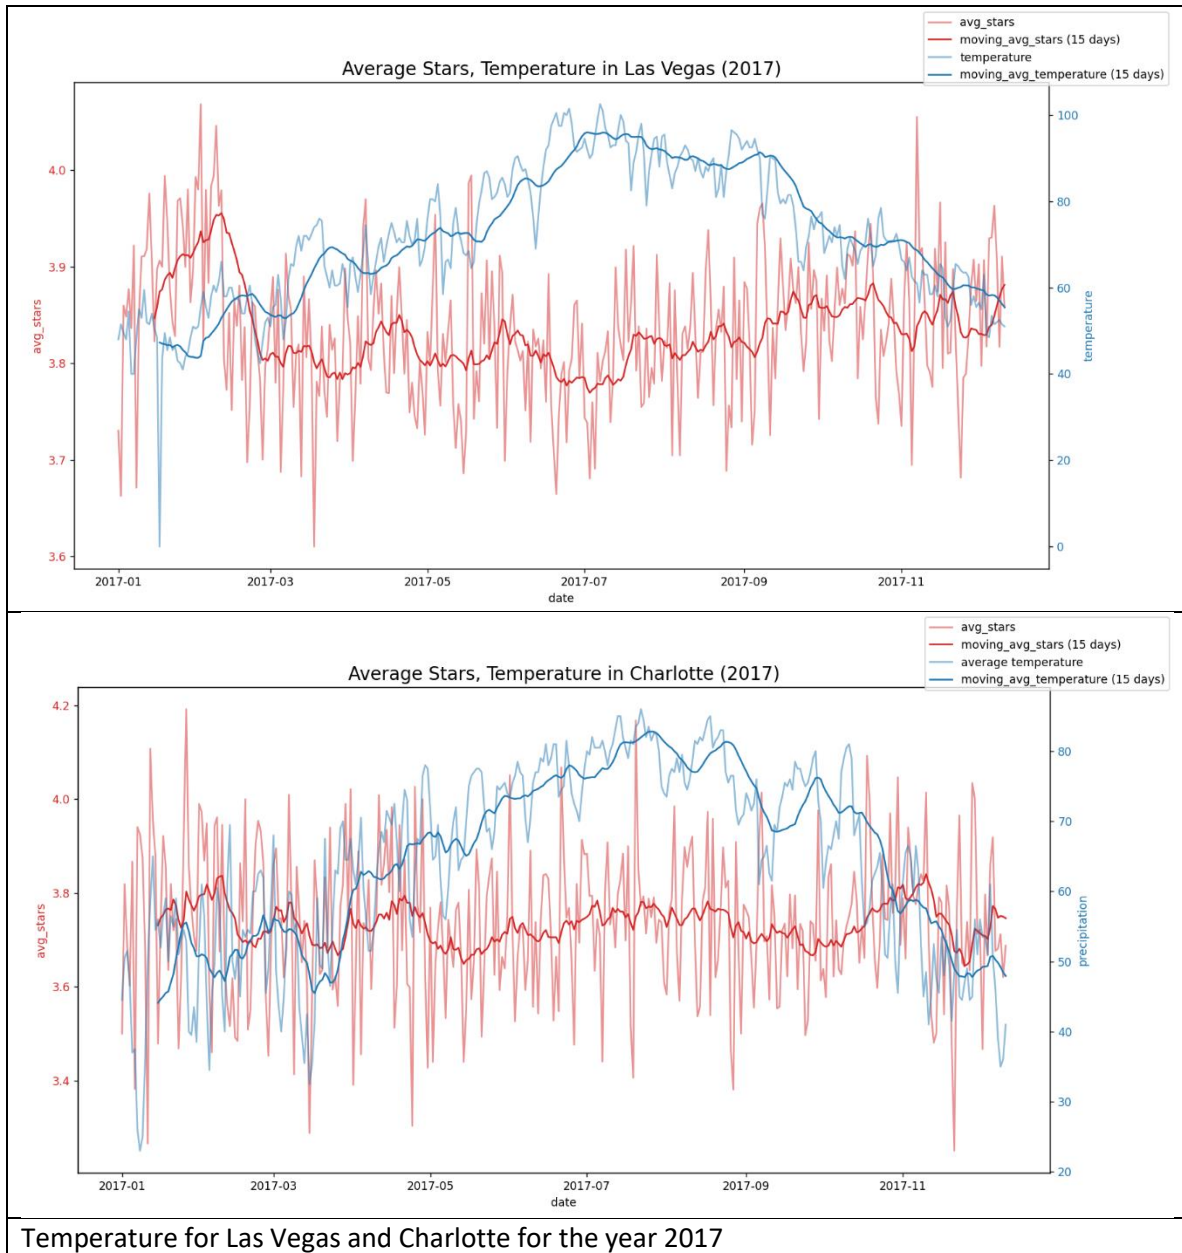 avg_stars
moving_avg_stars (15 days)
temperature
moving_avg_temperature (15 days)
Average Stars, Temperature in Las Vegas (2017)
4.0
3.9
3.8
3.7
3.6
avg_stars
100
80
60
40
20
0
temperature
2017-01
2017-03
2017-05
2017-07
2017-09
2017-11
date
avg_stars
moving_avg_stars (15 days)
average temperature
moving_avg_temperature (15 days)
Average Stars, Temperature in Charlotte (2017)
4.2
4.0
3.8
3.6
3.4
avg_stars
80
70
60
50
40
30
20
precipitation
2017-01
2017-03
2017-05
2017-07
2017-09
2017-11
date
Temperature for Las Vegas and Charlotte for the year 2017